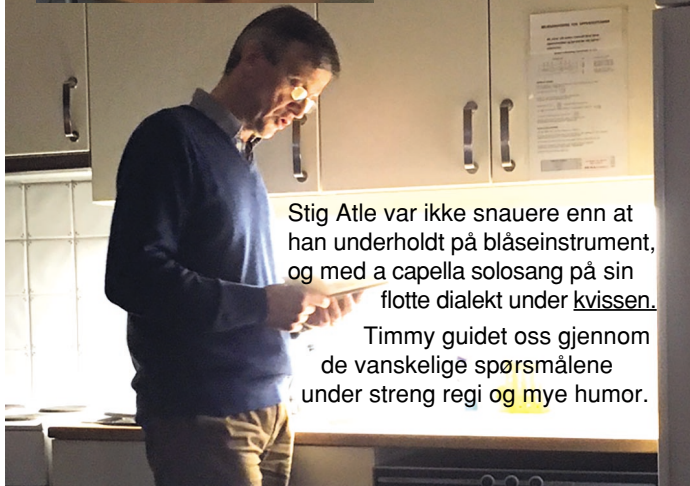 Stig Atle var ikke snauere enn at
han underholdt på blåseinstrument,
og med a capella solosang på sin
flotte dialekt under kvissen.
Timmy guidet oss gjennom
de vanskelige spørsmålene
under streng regi og mye humor.